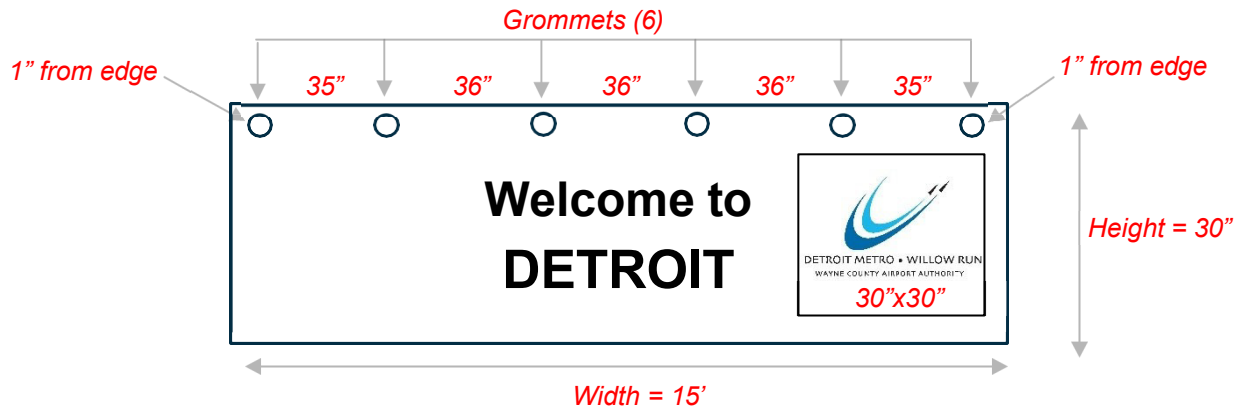 Grommets (6)
1” from edge
35”
36”
36”
36”
35”
1” from edge
Welcome to
DETROIT
DETROIT METRO ▪ WILLOW RUN
WAYNE COUNTY AIRPORT AUTHORITY
30”x30”
Height = 30”
Width = 15’